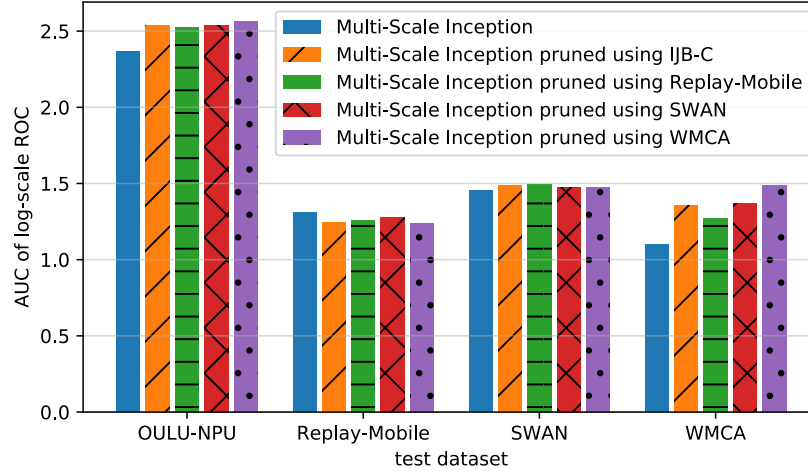 AUC of log-scale ROC
2.5
2.0
1.5
1.0
0.5
0.0
Multi-Scale Inception
Multi-Scale Inception pruned using IJB-C
Multi-Scale Inception pruned using Replay-Mobile
Multi-Scale Inception pruned using SWAN
Multi-Scale Inception pruned using WMCA
OULU-NPU Replay-Mobile SWAN WMCA
test dataset